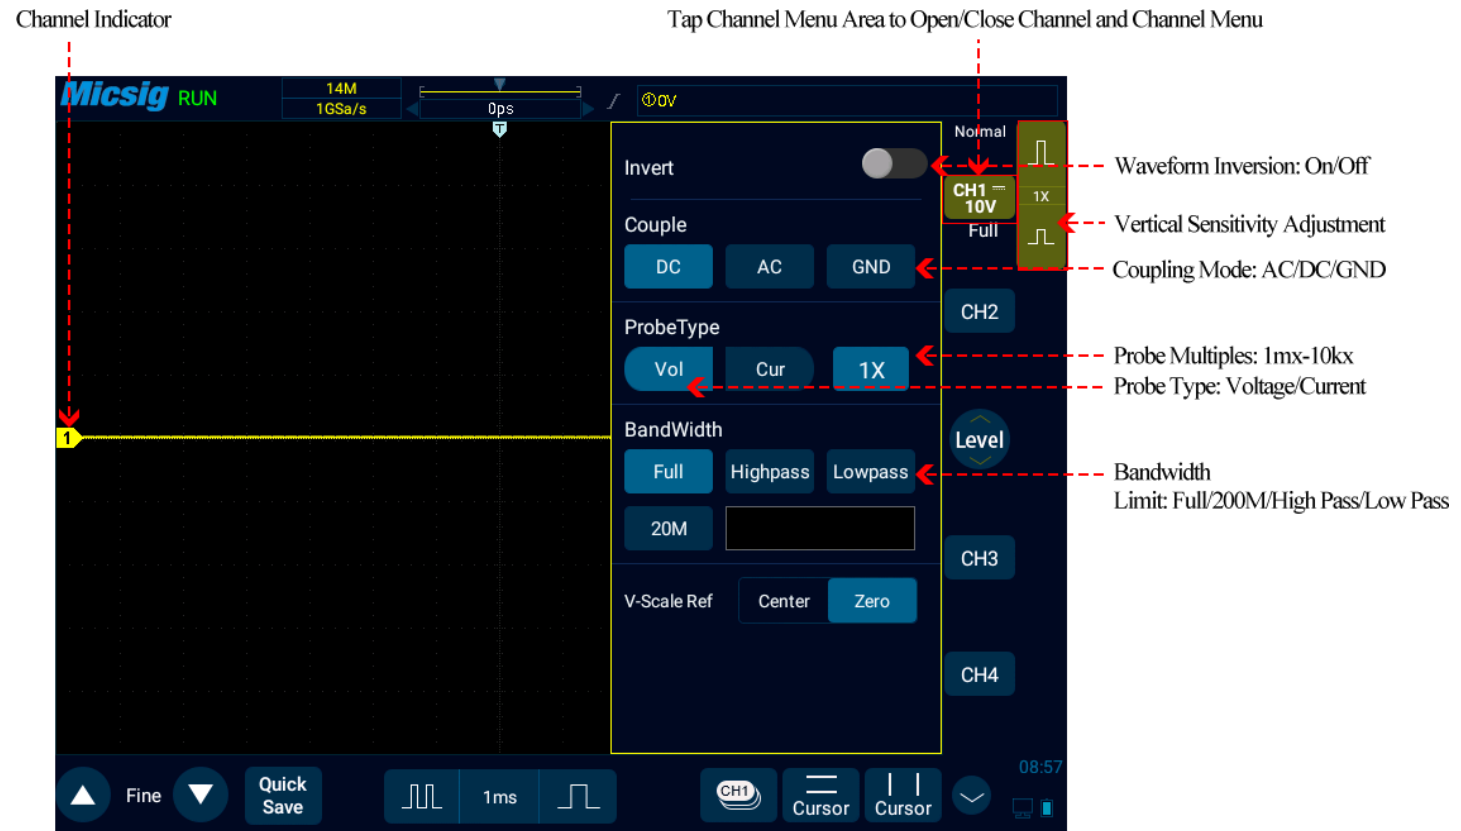 Channel Indicator
Tap Channel Menu Area to Open/Close Channel and Channel Menu
Micsig RUN
14M
1GSa/s
0ps
T
①0V
Normal
Invert
Waveform Inversion: On/Off
CH1
10V
1X
Full
Vertical Sensitivity Adjustment
Couple
DC AC GND
Coupling Mode: AC/DC/GND
CH2
ProbeType
Vol Cur 1X
Probe Multiples: 1mx-10kx
Probe Type: Voltage/Current
1
BandWidth
Level
Full Highpass Lowpass
Bandwidth
Limit: Full/200M/High Pass/Low Pass
20M
CH3
V-Scale Ref Center Zero
CH4
08:57
Fine
Quick
Save
1ms
CH1
Cursor
Cursor